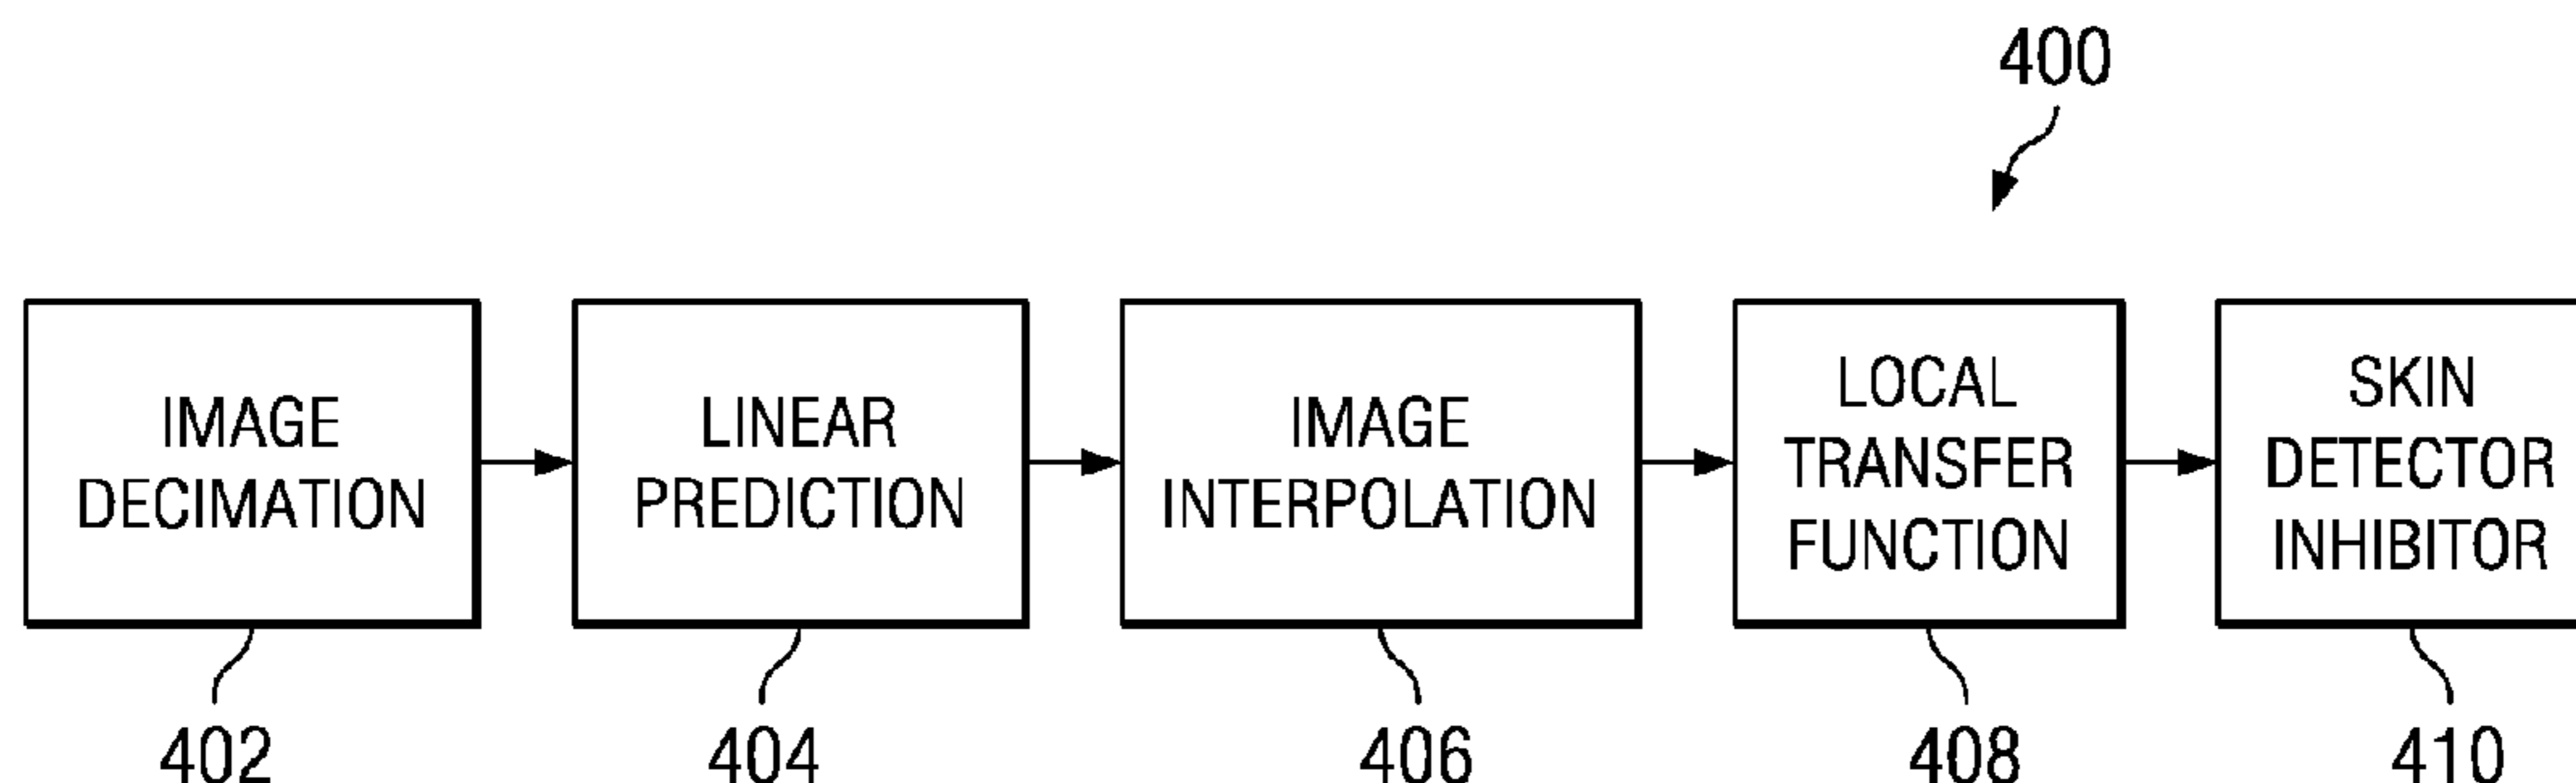 400
IMAGE
DECIMATION
LINEAR
PREDICTION
IMAGE
INTERPOLATION
LOCAL
TRANSFER
FUNCTION
SKIN
DETECTOR
INHIBITOR
402
404
406
408
410